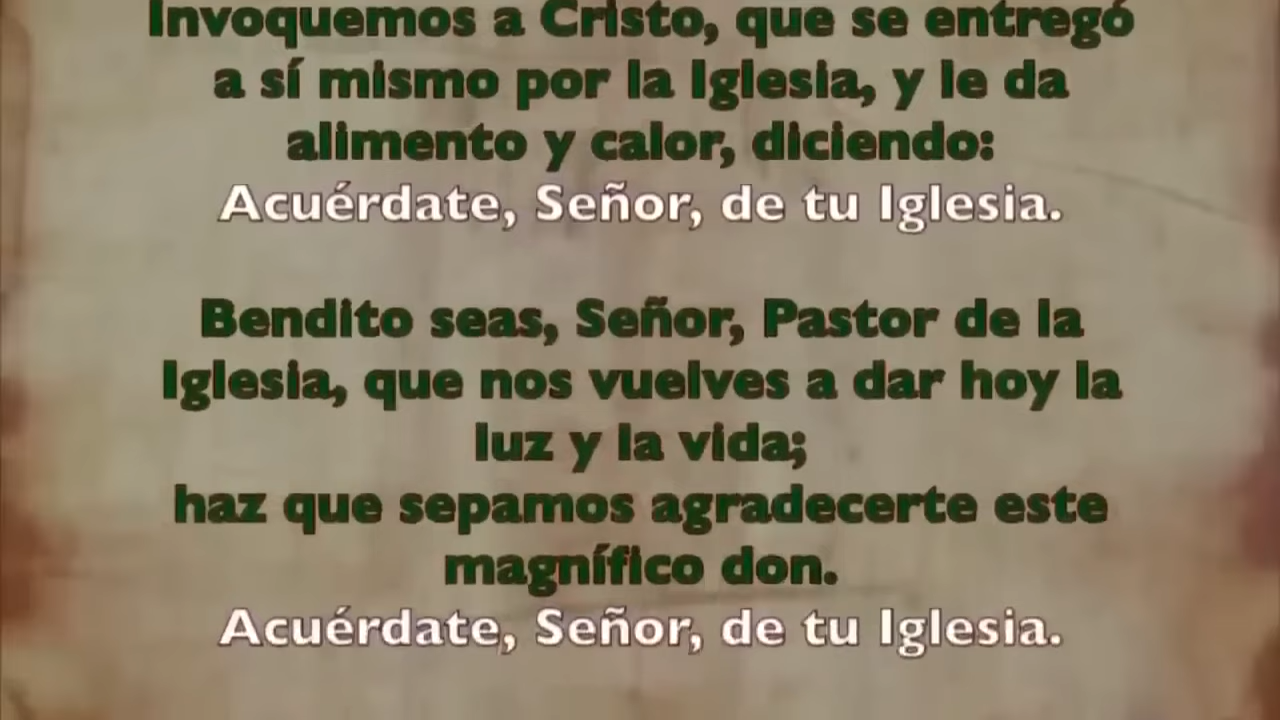 Invoquemos a Cristo, que se entregó
a sí mismo por la Iglesia, y le da
alimento y calor, diciendo:
Acuérdate, Señor, de tu Iglesia.
Bendito seas, Señor, Pastor de la
Iglesia, que nos vuelves a dar hoy la
luz y la vida;
haz que sepamos agradecerte este
magnífico don.
Acuérdate, Señor, de tu Iglesia.